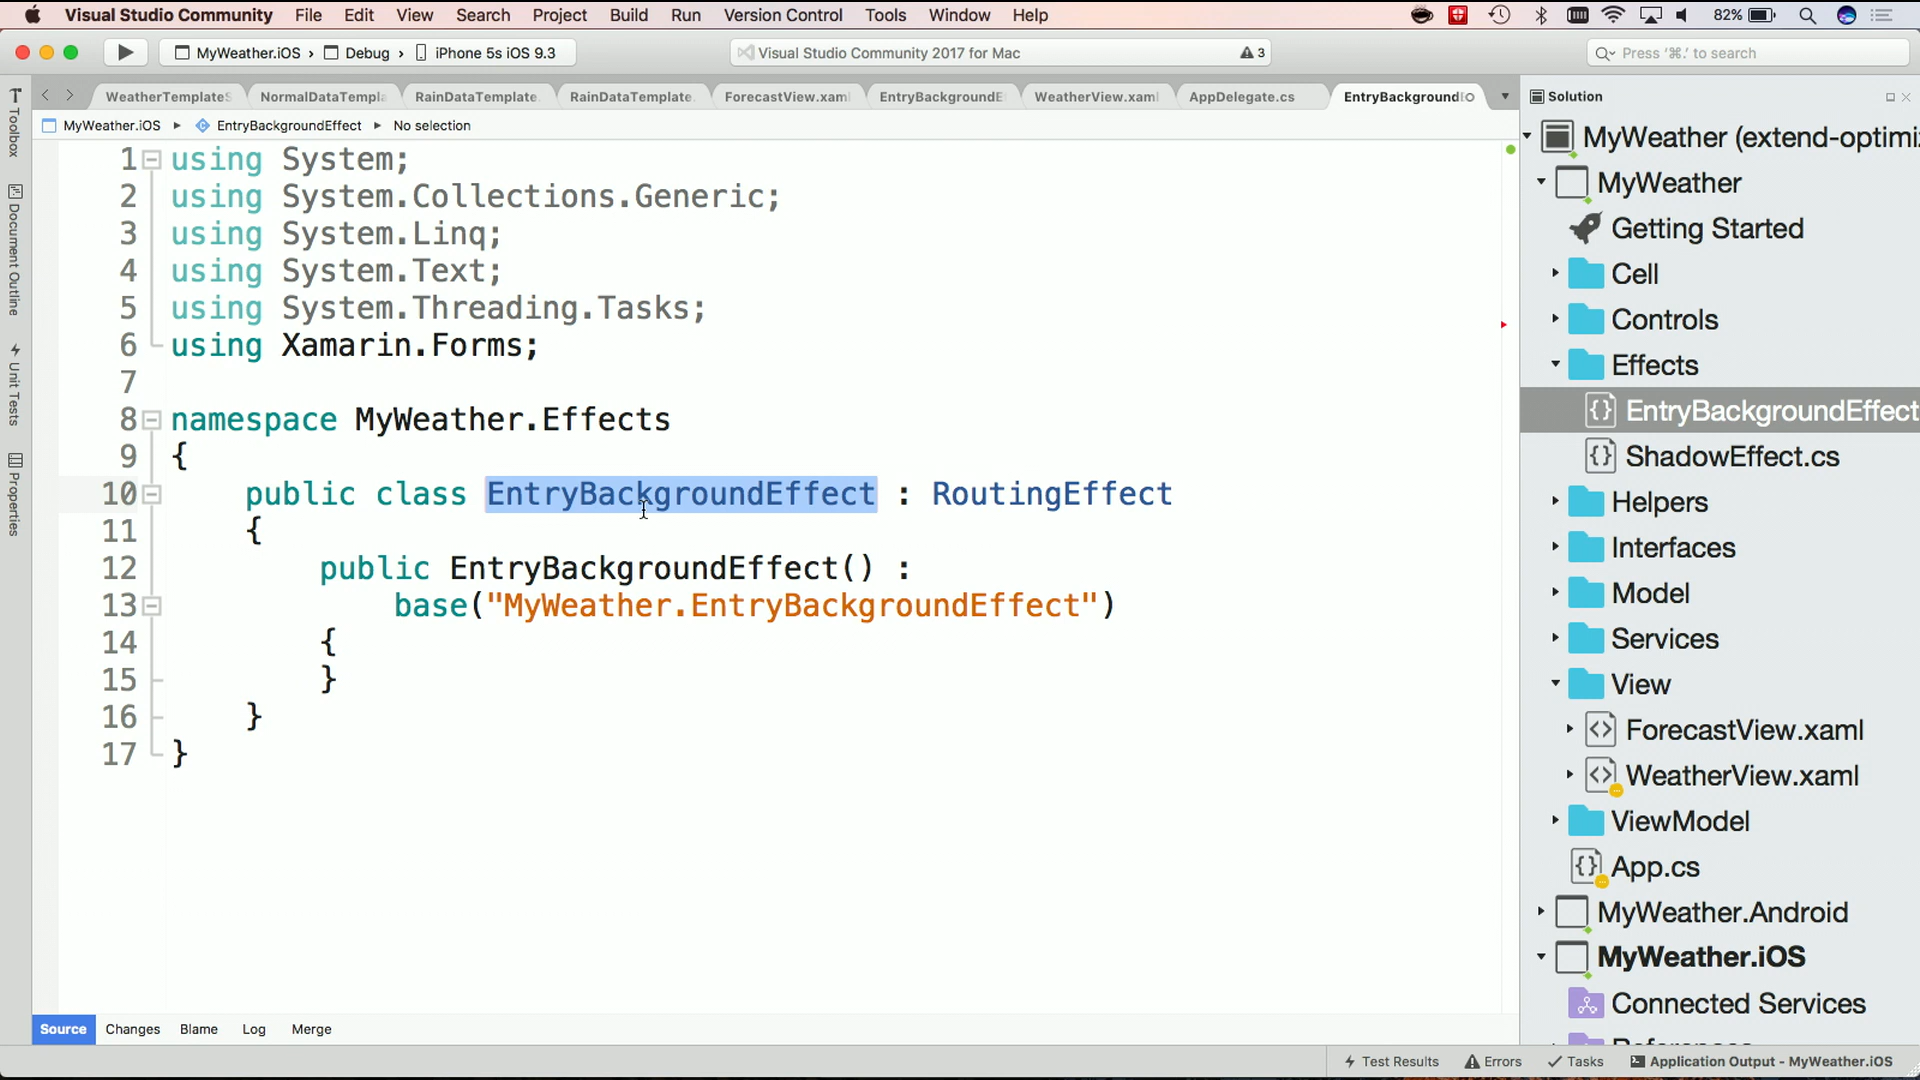 Visual Studio Community File Edit View Search Project Build Run Version Control Tools Window Help 82%
MyWeather.iOS › Debug › iPhone 5s iOS 9.3 Visual Studio Community 2017 for Mac 3 Press '⌘.' to search
WeatherTemplateS NormalDataTempla RainDataTemplate. RainDataTemplate. ForecastView.xaml EntryBackgroundE WeatherView.xaml AppDelegate.cs EntryBackground
MyWeather.iOS EntryBackgroundEffect No selection
Toolbox
Document Outline
Unit Tests
Properties
1 using System;
2 using System.Collections.Generic;
3 using System.Linq;
4 using System.Text;
5 using System.Threading.Tasks;
6 using Xamarin.Forms;
7
8 namespace MyWeather.Effects
9 {
10 public class EntryBackgroundEffect : RoutingEffect
11 {
12 public EntryBackgroundEffect() :
13 base("MyWeather.EntryBackgroundEffect")
14 {
15 }
16 }
17 }
Source Changes Blame Log Merge
Solution
MyWeather (extend-optimi
MyWeather
Getting Started
Cell
Controls
Effects
EntryBackgroundEffect
ShadowEffect.cs
Helpers
Interfaces
Model
Services
View
ForecastView.xaml
WeatherView.xaml
ViewModel
App.cs
MyWeather.Android
MyWeather.iOS
Connected Services
Test Results Errors Tasks Application Output - MyWeather.iOS